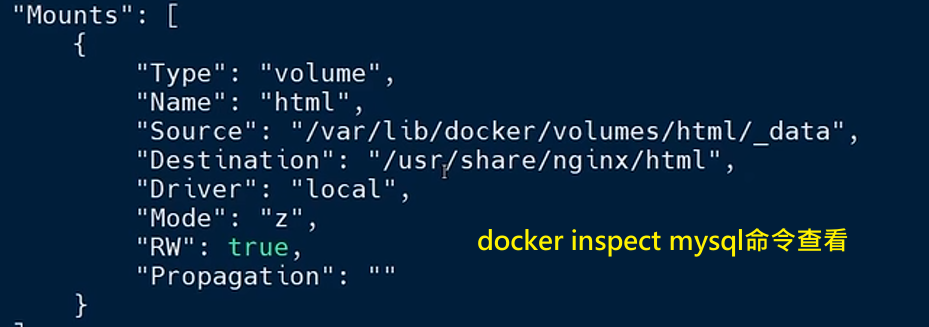 "Mounts": [
{
"Type": "volume",
"Name": "html",
"Source": "/var/lib/docker/volumes/html/_data",
"Destination": "/usr/share/nginx/html",
"Driver": "local",
"Mode": "z",
"RW": true,
docker inspect mysql命令查看
"Propagation": ""
}
]